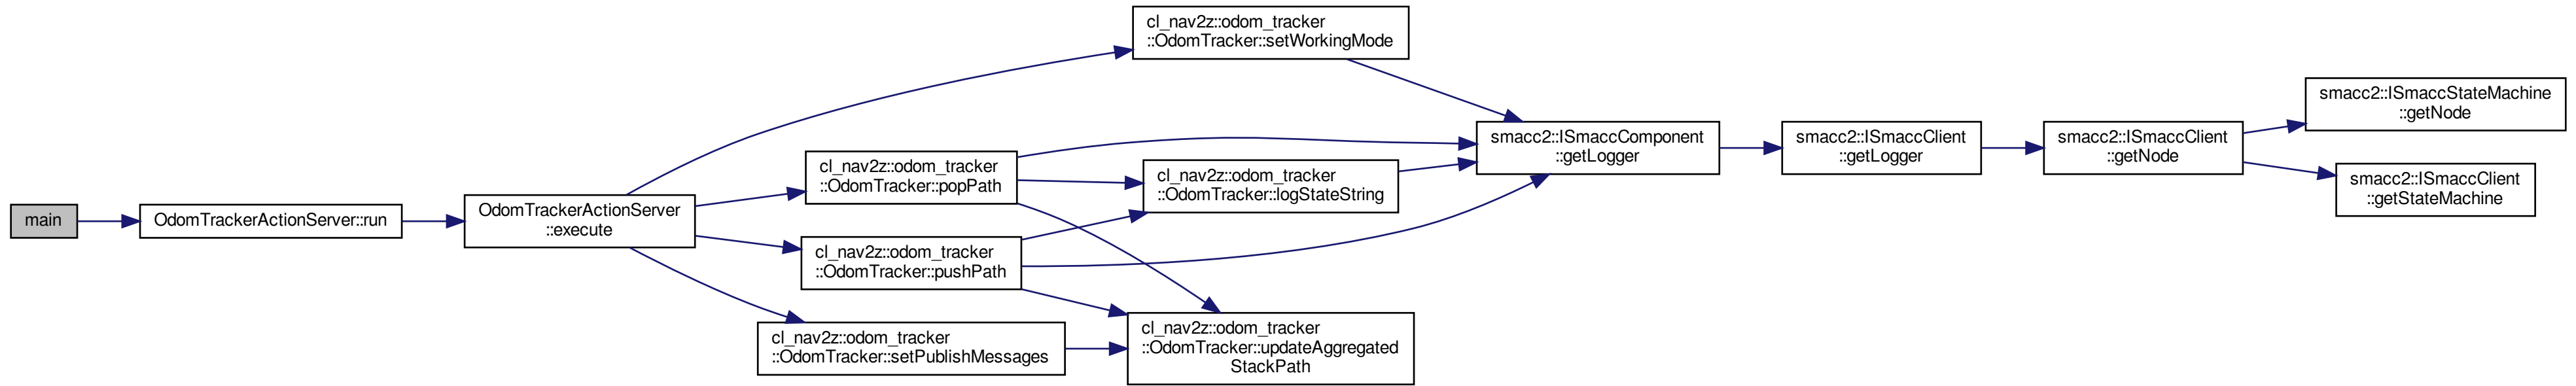 main
OdomTrackerActionServer::run
OdomTrackerActionServer
::execute
cl_nav2z::odom_tracker
::OdomTracker::setWorkingMode
cl_nav2z::odom_tracker
::OdomTracker::popPath
cl_nav2z::odom_tracker
::OdomTracker::pushPath
cl_nav2z::odom_tracker
::OdomTracker::setPublishMessages
cl_nav2z::odom_tracker
::OdomTracker::logStateString
cl_nav2z::odom_tracker
::OdomTracker::updateAggregated
StackPath
smacc2::ISmaccComponent
::getLogger
smacc2::ISmaccClient
::getLogger
smacc2::ISmaccClient
::getNode
smacc2::ISmaccStateMachine
::getNode
smacc2::ISmaccClient
::getStateMachine